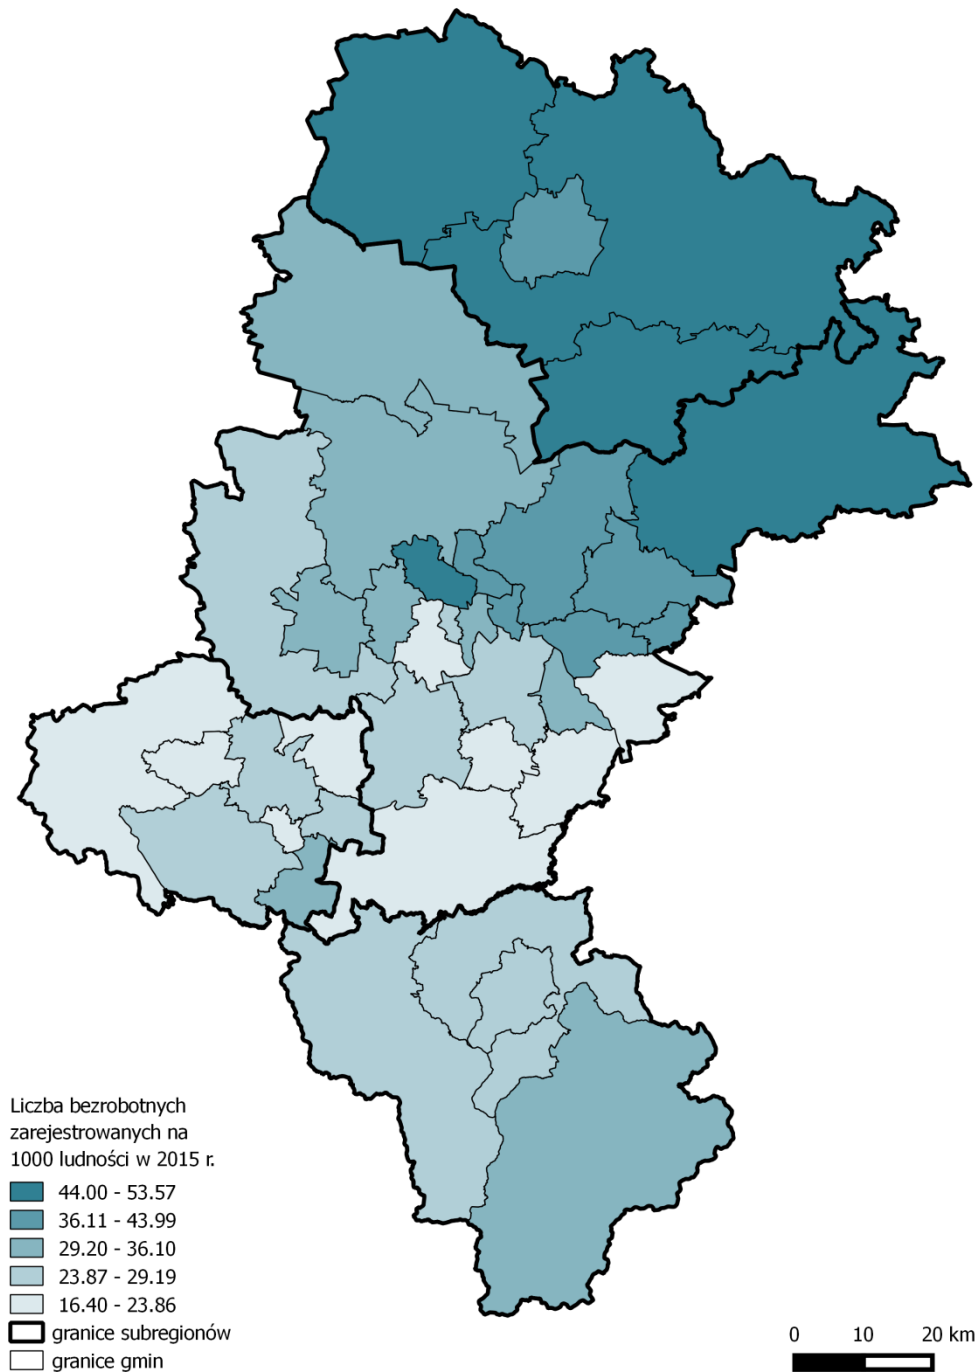 Liczba bezrobotnych
zarejestrowanych na
1000 ludności w 2015 r.
44.00 - 53.57
36.11 - 43.99
29.20 - 36.10
23.87 - 29.19
16.40 - 23.86
granice subregionów
granice gmin
0 10 20 km